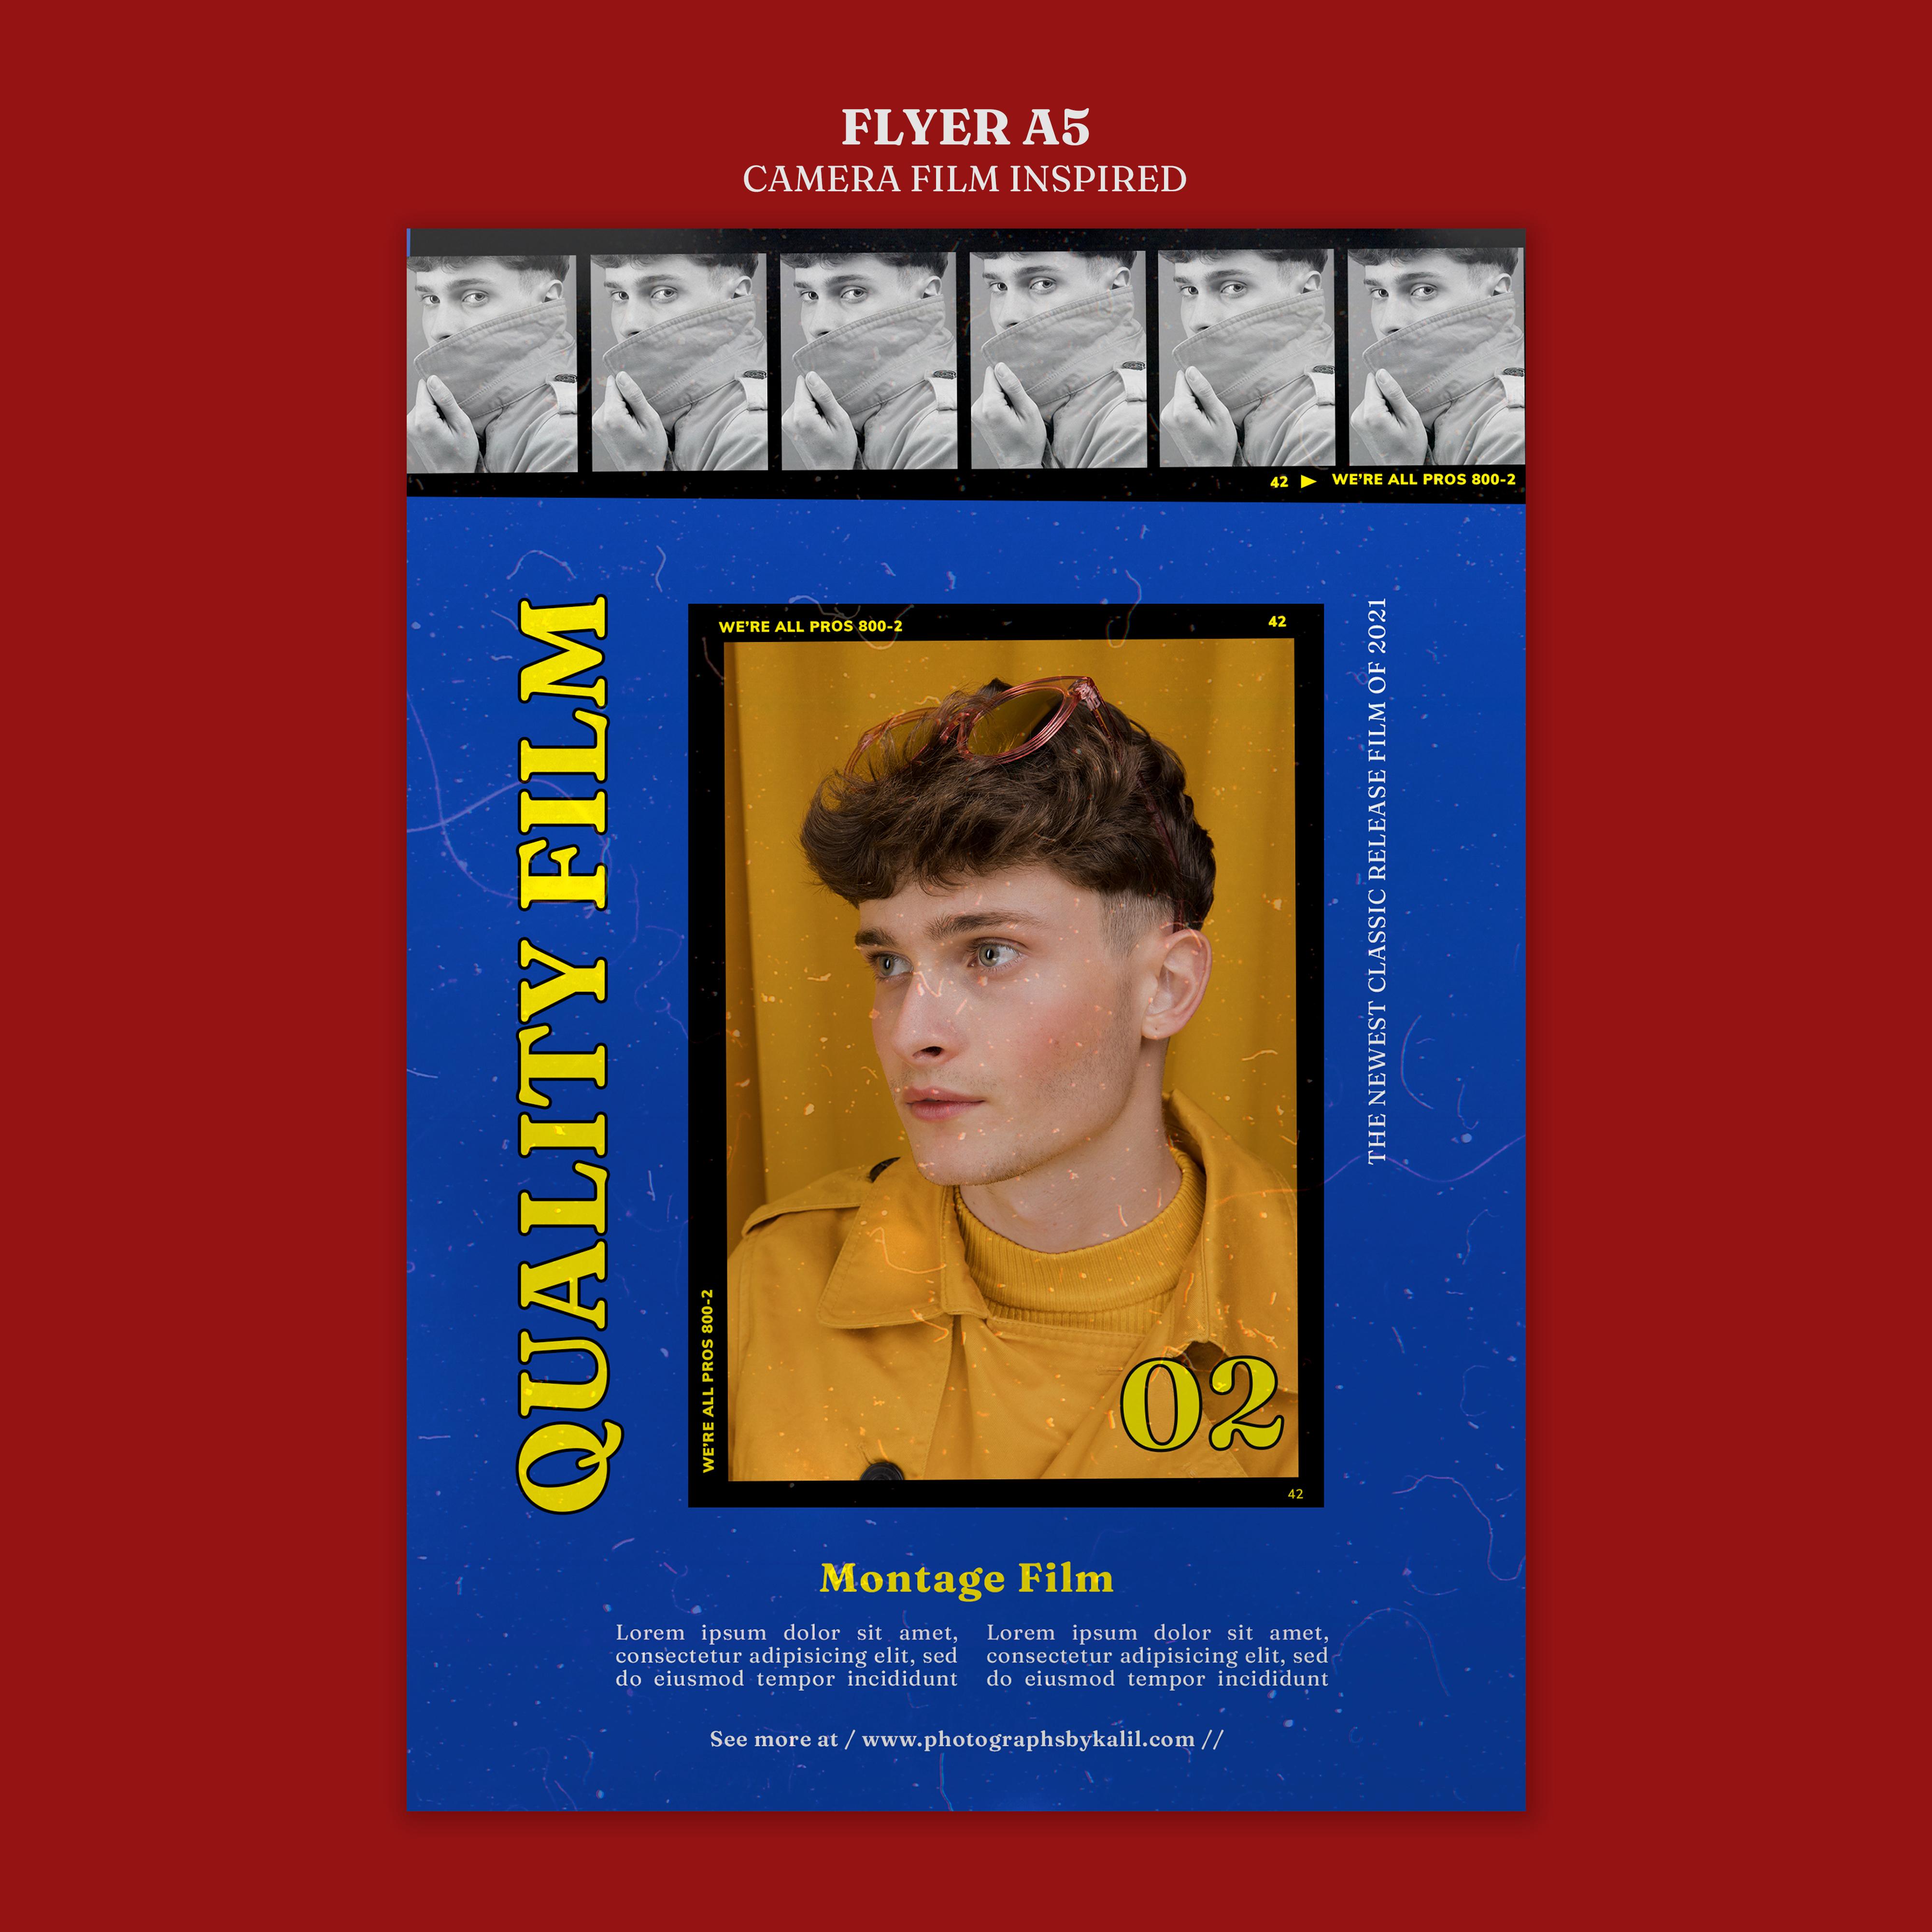 FLYER A5
CAMERA FILM INSPIRED
42 ▶ WE'RE ALL PROS 800-2
QUALITY FILM
WE'RE ALL PROS 800-2
42
WE'RE ALL PROS 800-2
02
42
THE NEWEST CLASSIC RELEASE FILM OF 2021
Montage Film
Lorem ipsum dolor sit amet,
consectetur adipisicing elit, sed
do eiusmod tempor incididunt
Lorem ipsum dolor sit amet,
consectetur adipisicing elit, sed
do eiusmod tempor incididunt
See more at / www.photographsbykalil.com //